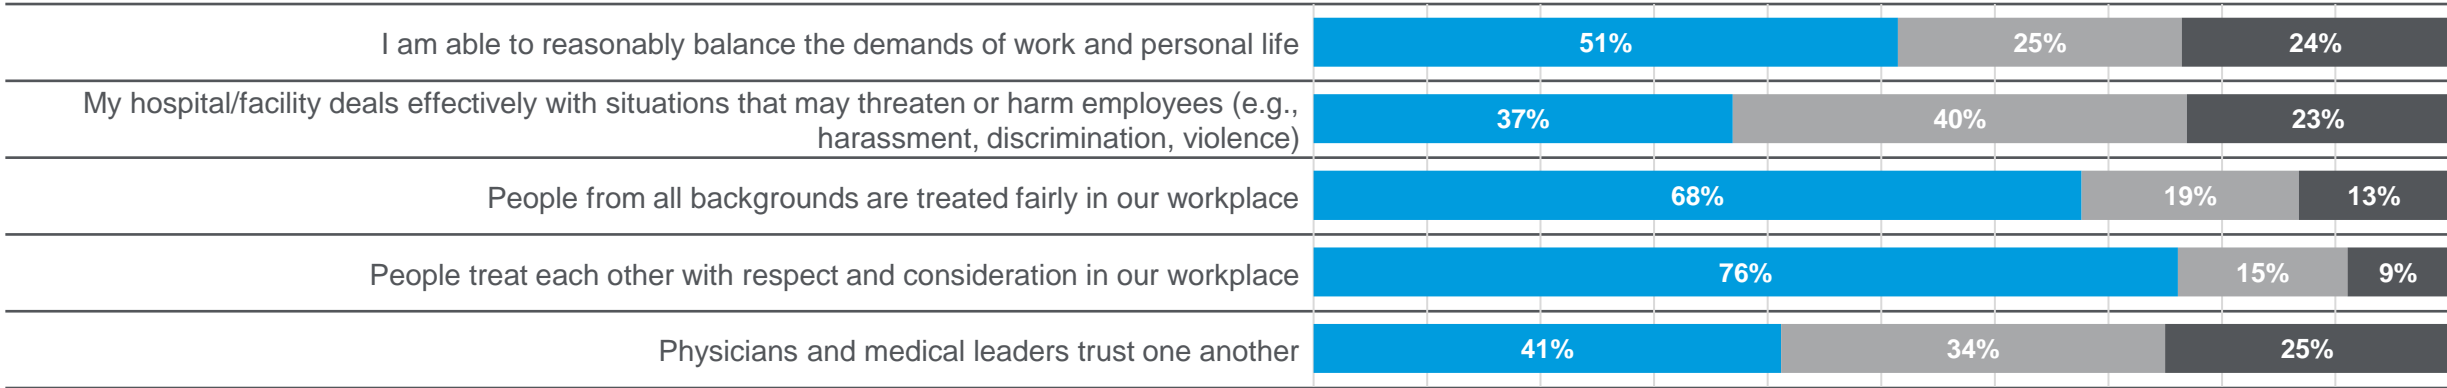 I am able to reasonably balance the demands of work and personal life 51% 25% 24%
My hospital/facility deals effectively with situations that may threaten or harm employees (e.g.,
harassment, discrimination, violence) 37% 40% 23%
People from all backgrounds are treated fairly in our workplace 68% 19% 13%
People treat each other with respect and consideration in our workplace 76% 15% 9%
Physicians and medical leaders trust one another 41% 34% 25%